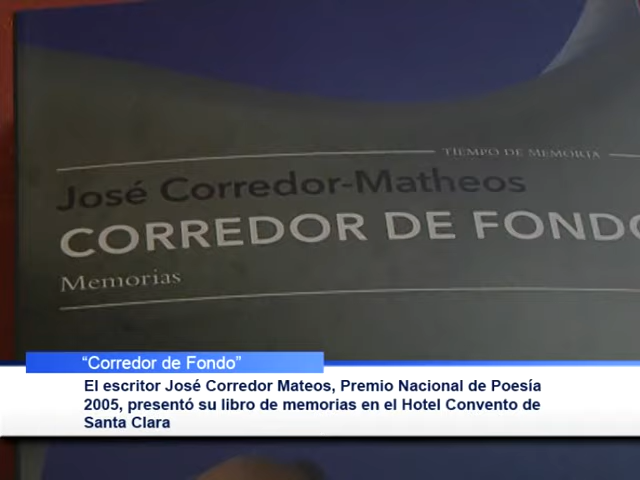 TIEMPO DE MEMORIA
José Corredor-Matheos
CORREDOR DE FONDO
Memorias
“Corredor de Fondo”
El escritor José Corredor Mateos, Premio Nacional de Poesía
2005, presentó su libro de memorias en el Hotel Convento de
Santa Clara